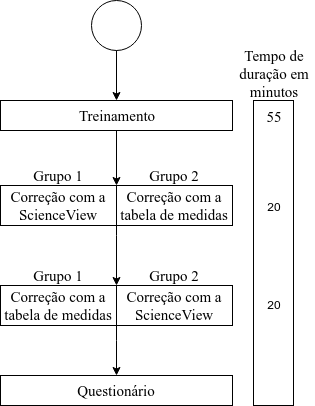 Tempo de
duração em
minutos
Treinamento
55
Grupo 1
Grupo 2
Correção com a
ScienceView
Correção com a
tabela de medidas
20
Grupo 1
Grupo 2
Correção com a
tabela de medidas
Correção com a
ScienceView
20
Questionário